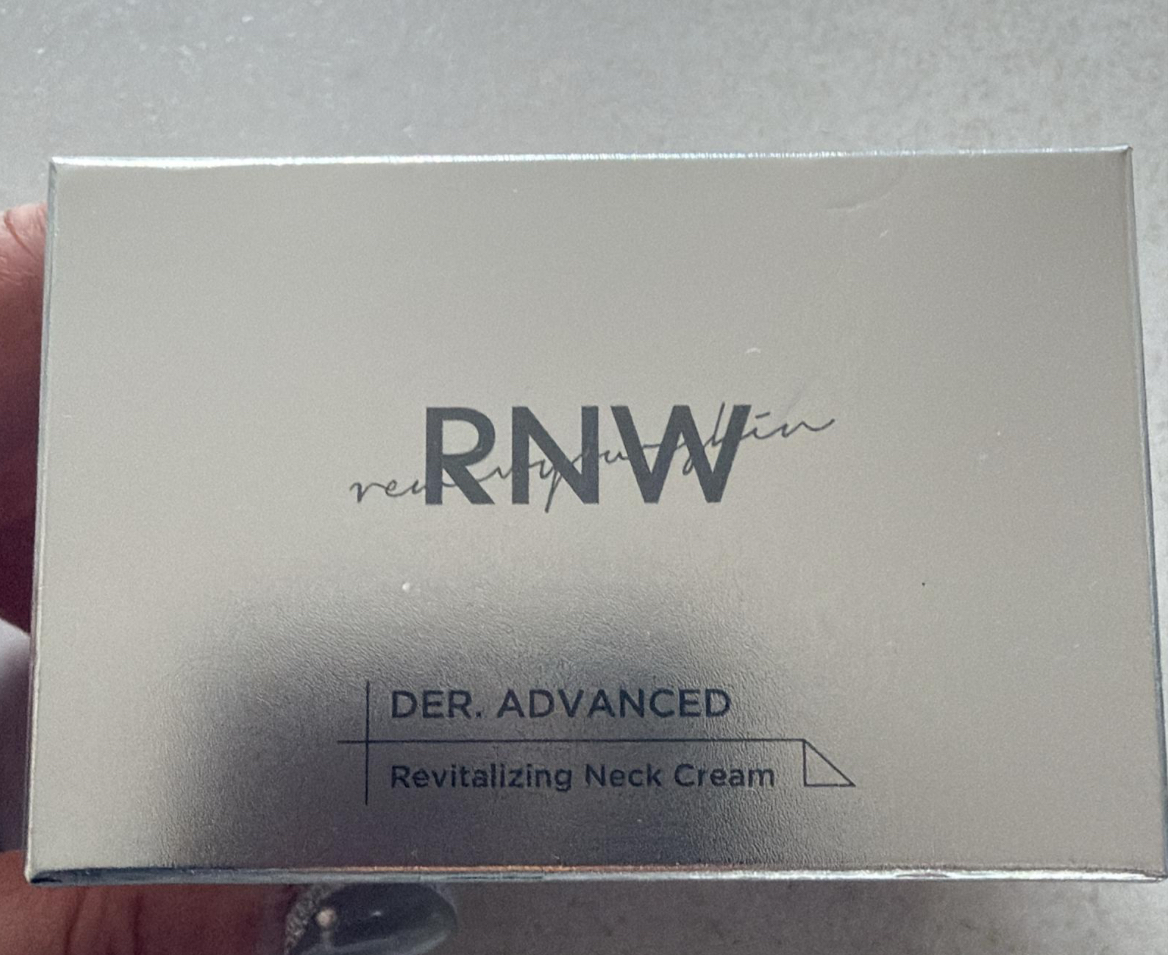 RNW
DER. ADVANCED
Revitalizing Neck Cream